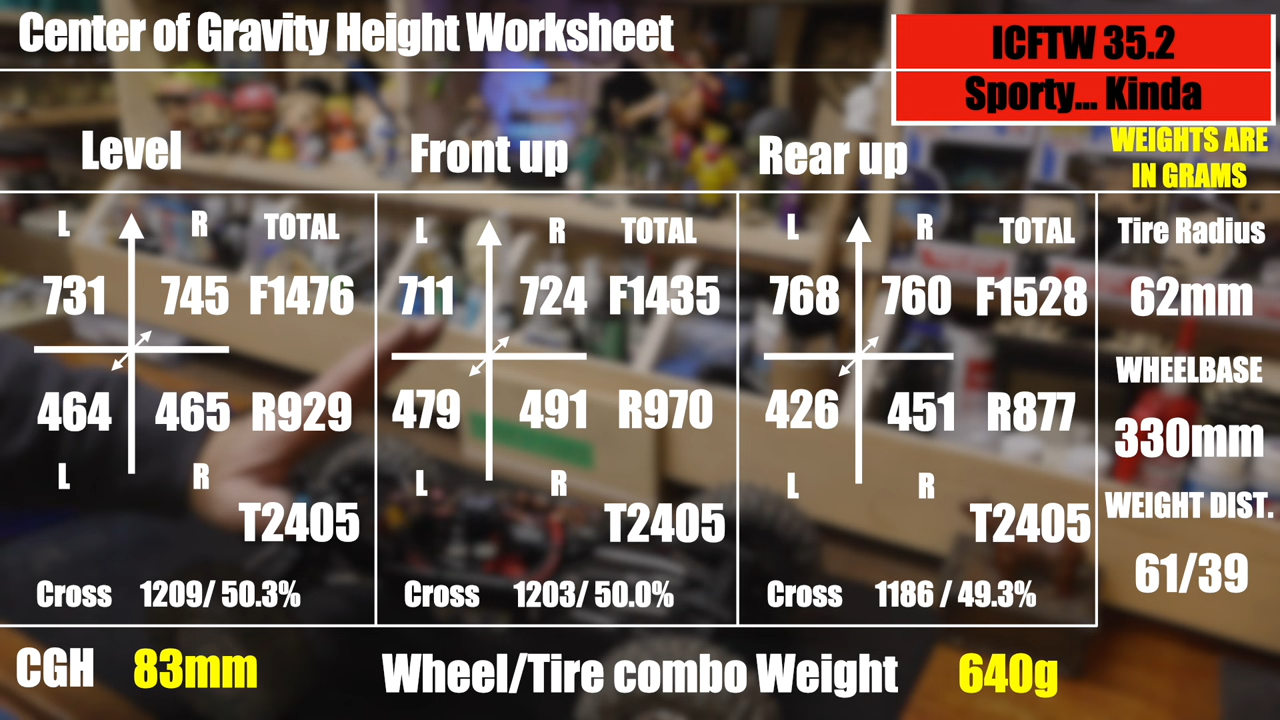 Center of Gravity Height Worksheet
ICFTW 35.2
Sporty... Kinda
WEIGHTS ARE
IN GRAMS
Level
Front up
Rear up
L R TOTAL
731 745 F1476
464 465 R929
L R
T2405
Cross 1209/ 50.3%
L R TOTAL
711 724 F1435
479 491 R970
L R
T2405
Cross 1203/ 50.0%
L R TOTAL
768 760 F1528
426 451 R877
L R
T2405
Cross 1186 / 49.3%
Tire Radius
62mm
WHEELBASE
330mm
WEIGHT DIST.
61/39
CGH 83mm
Wheel/Tire combo Weight 640g